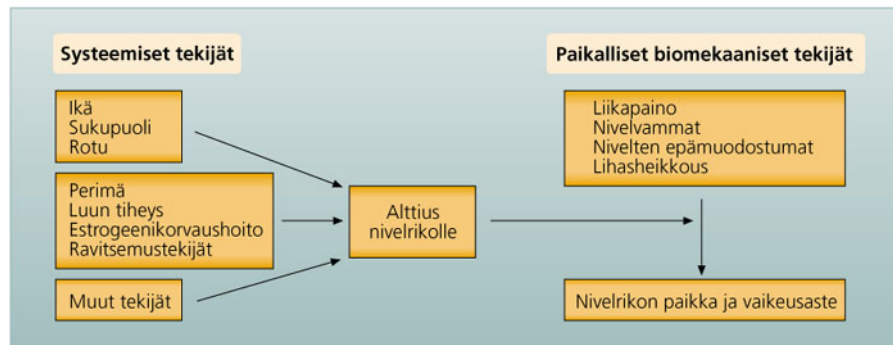 Systeemiset tekijät
Ikä
Sukupuoli
Rotu
Perimä
Luun tiheys
Estrogeenikorvaushoito
Ravitsemustekijät
Muut tekijät
Alttius
nivelrikolle
Paikalliset biomekaaniset tekijät
Liikapaino
Nivelvammat
Nivelten epämuodostumat
Lihasheikkous
Nivelrikon paikka ja vaikeusaste